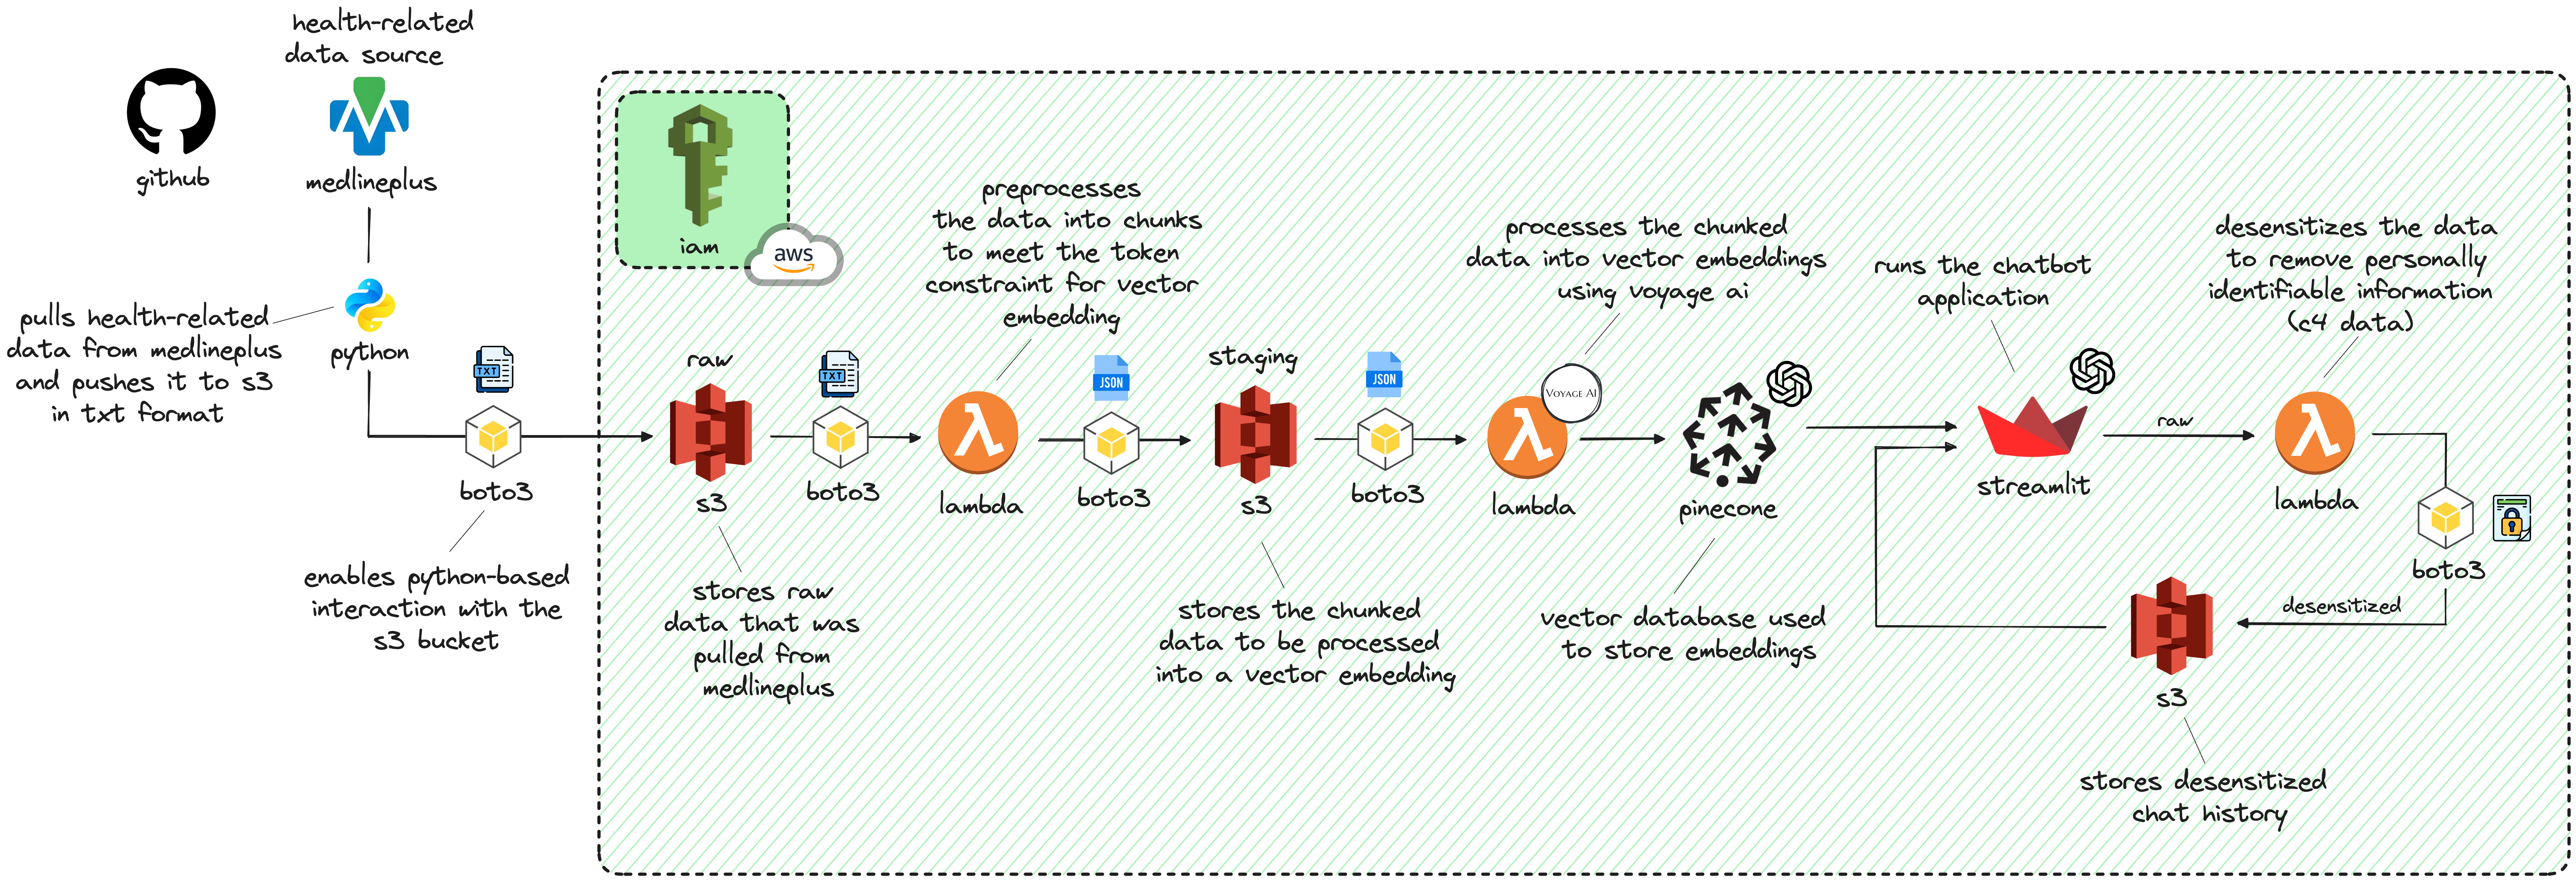 health-related
data source
github
medlineplus
pulls health-related
data from medlineplus
and pushes it to s3
in txt format
python
TXT
boto3
enables python-based
interaction with the
s3 bucket
iam
aws
raw
s3
stores raw
data that was
pulled from
medlineplus
TXT
boto3
preprocesses
the data into chunks
to meet the token
constraint for vector
embedding
lambda
JSON
boto3
staging
s3
stores the chunked
data to be processed
into a vector embedding
JSON
boto3
processes the chunked
data into vector embeddings
using voyage ai
VOYAGE AI
lambda
pinecone
vector database used
to store embeddings
runs the chatbot
application
streamlit
raw
desensitizes the data
to remove personally
identifiable information
(c4 data)
lambda
boto3
desensitized
s3
stores desensitized
chat history